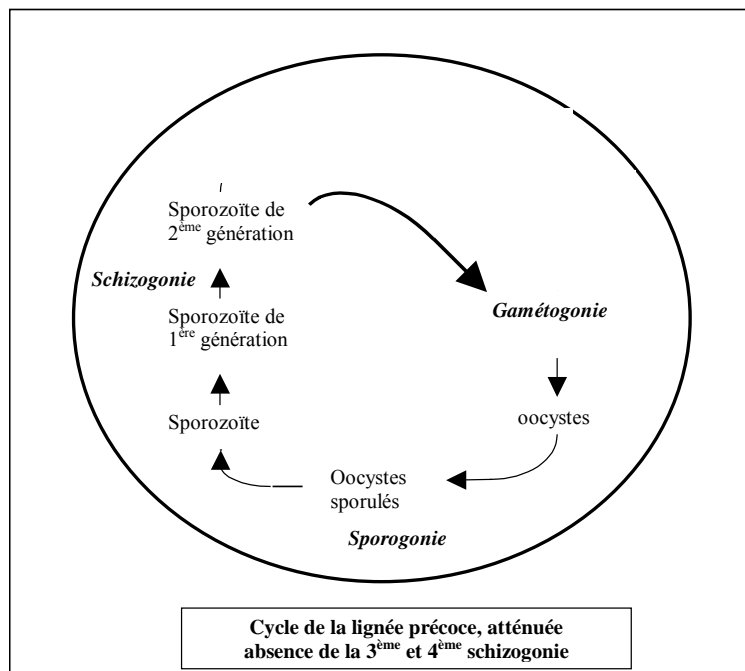 Sporozoïte de
2ème génération
Schizogonie
Sporozoïte de
1ère génération
Gamétogonie
Sporozoïte
oocystes
Oocystes
sporulés
Sporogonie
Cycle de la lignée précoce, atténuée
absence de la 3ème et 4ème schizogonie